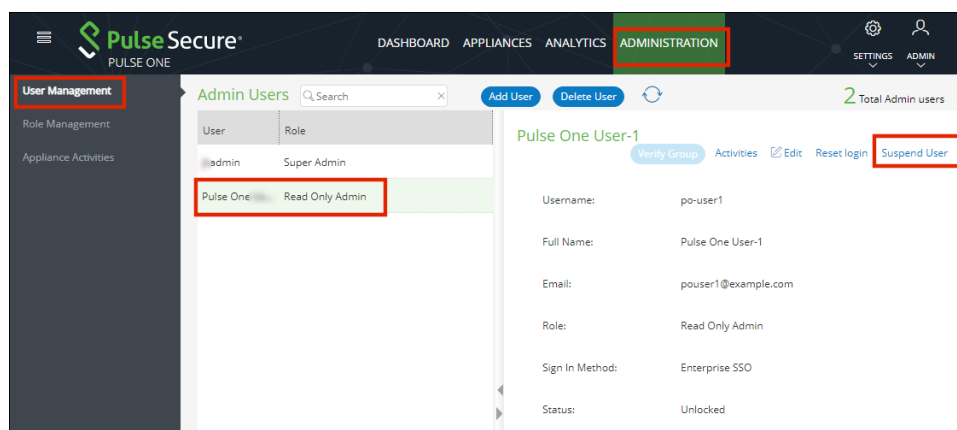 Pulse Secure®
PULSE ONE
DASHBOARD APPLIANCES ANALYTICS ADMINISTRATION
SETTINGS ADMIN
User Management
Role Management
Appliance Activities
Admin Users Search × Add User Delete User 2 Total Admin users
User Role
admin Super Admin
Pulse One Read Only Admin
Pulse One User-1
Verify Group Activities Edit Reset login Suspend User
Username: po-user1
Full Name: Pulse One User-1
Email: pouser1@example.com
Role: Read Only Admin
Sign In Method: Enterprise SSO
Status: Unlocked